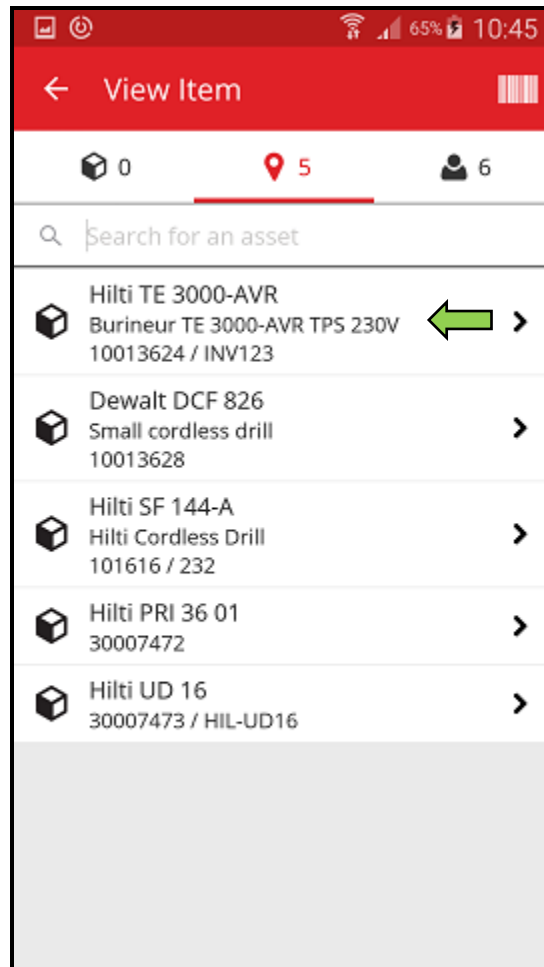 65% 10:45
View Item
0 5 6
Search for an asset
Hilti TE 3000-AVR
Burineur TE 3000-AVR TPS 230V
10013624 / INV123
Dewalt DCF 826
Small cordless drill
10013628
Hilti SF 144-A
Hilti Cordless Drill
101616 / 232
Hilti PRI 36 01
30007472
Hilti UD 16
30007473 / HIL-UD16